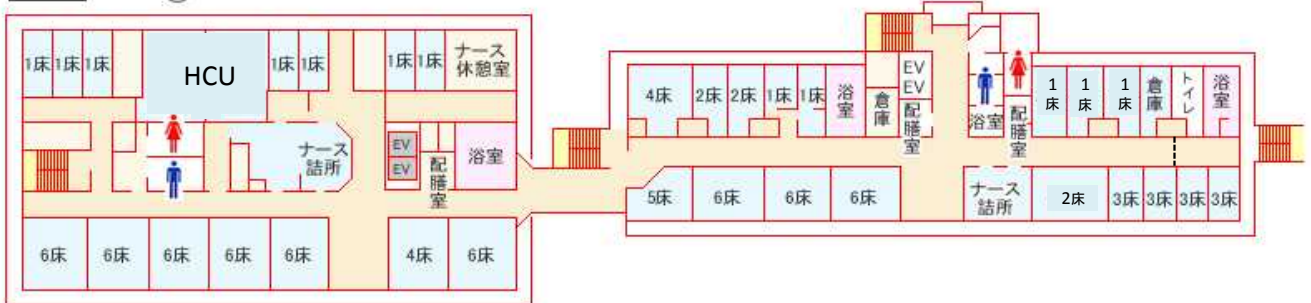 1床 1床 1床
HCU
1床 1床
1床 1床
ナース
休憩室
ナース
詰所
EV
EV
配膳室
浴室
6床 6床 6床 6床 6床 4床 6床
4床 2床 2床 1床 1床
浴室
倉庫
EV
EV
配膳室
浴室
配膳室
1床
1床
1床
倉庫
トイレ
浴室
5床 6床 6床 6床
ナース
詰所
2床 3床 3床 3床 3床